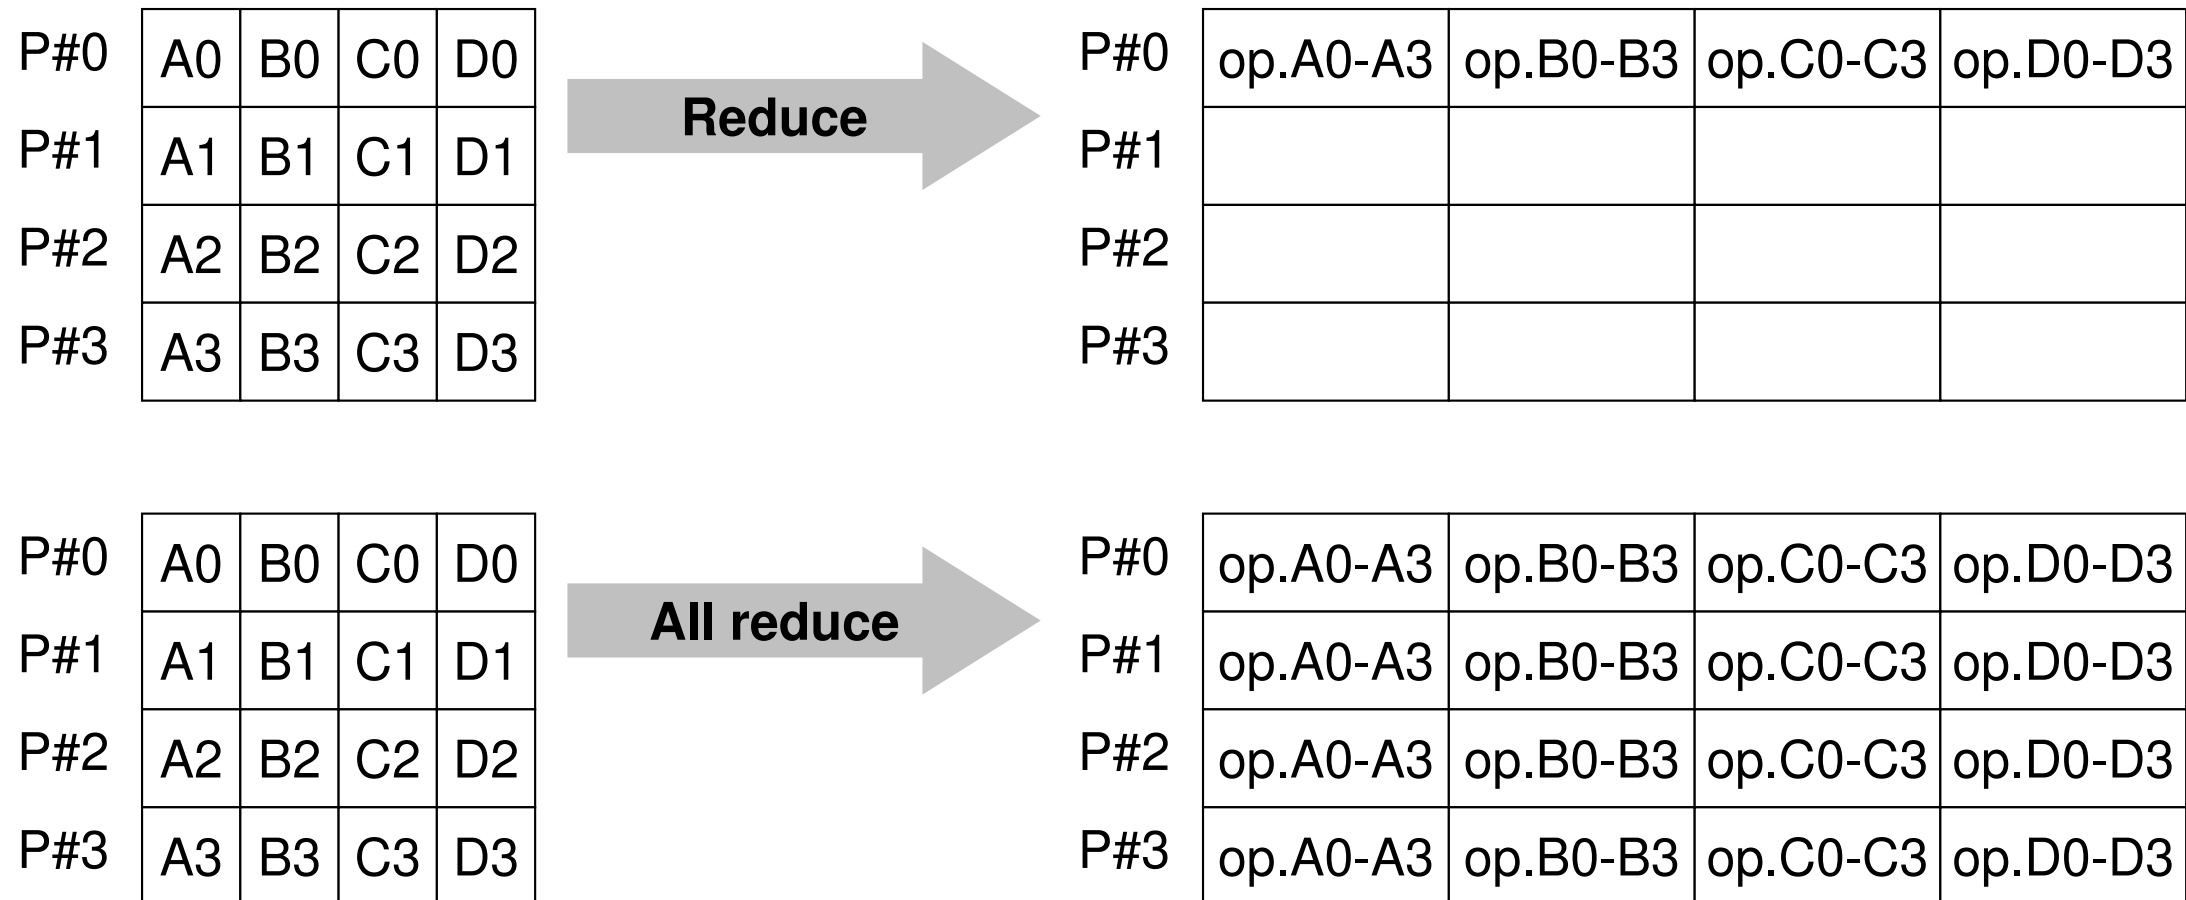 P#0 A0 B0 C0 D0 Reduce P#0 op.A0-A3 op.B0-B3 op.C0-C3 op.D0-D3
P#1 A1 B1 C1 D1 P#1
P#2 A2 B2 C2 D2 P#2
P#3 A3 B3 C3 D3 P#3
P#0 A0 B0 C0 D0 All reduce P#0 op.A0-A3 op.B0-B3 op.C0-C3 op.D0-D3
P#1 A1 B1 C1 D1 P#1 op.A0-A3 op.B0-B3 op.C0-C3 op.D0-D3
P#2 A2 B2 C2 D2 P#2 op.A0-A3 op.B0-B3 op.C0-C3 op.D0-D3
P#3 A3 B3 C3 D3 P#3 op.A0-A3 op.B0-B3 op.C0-C3 op.D0-D3